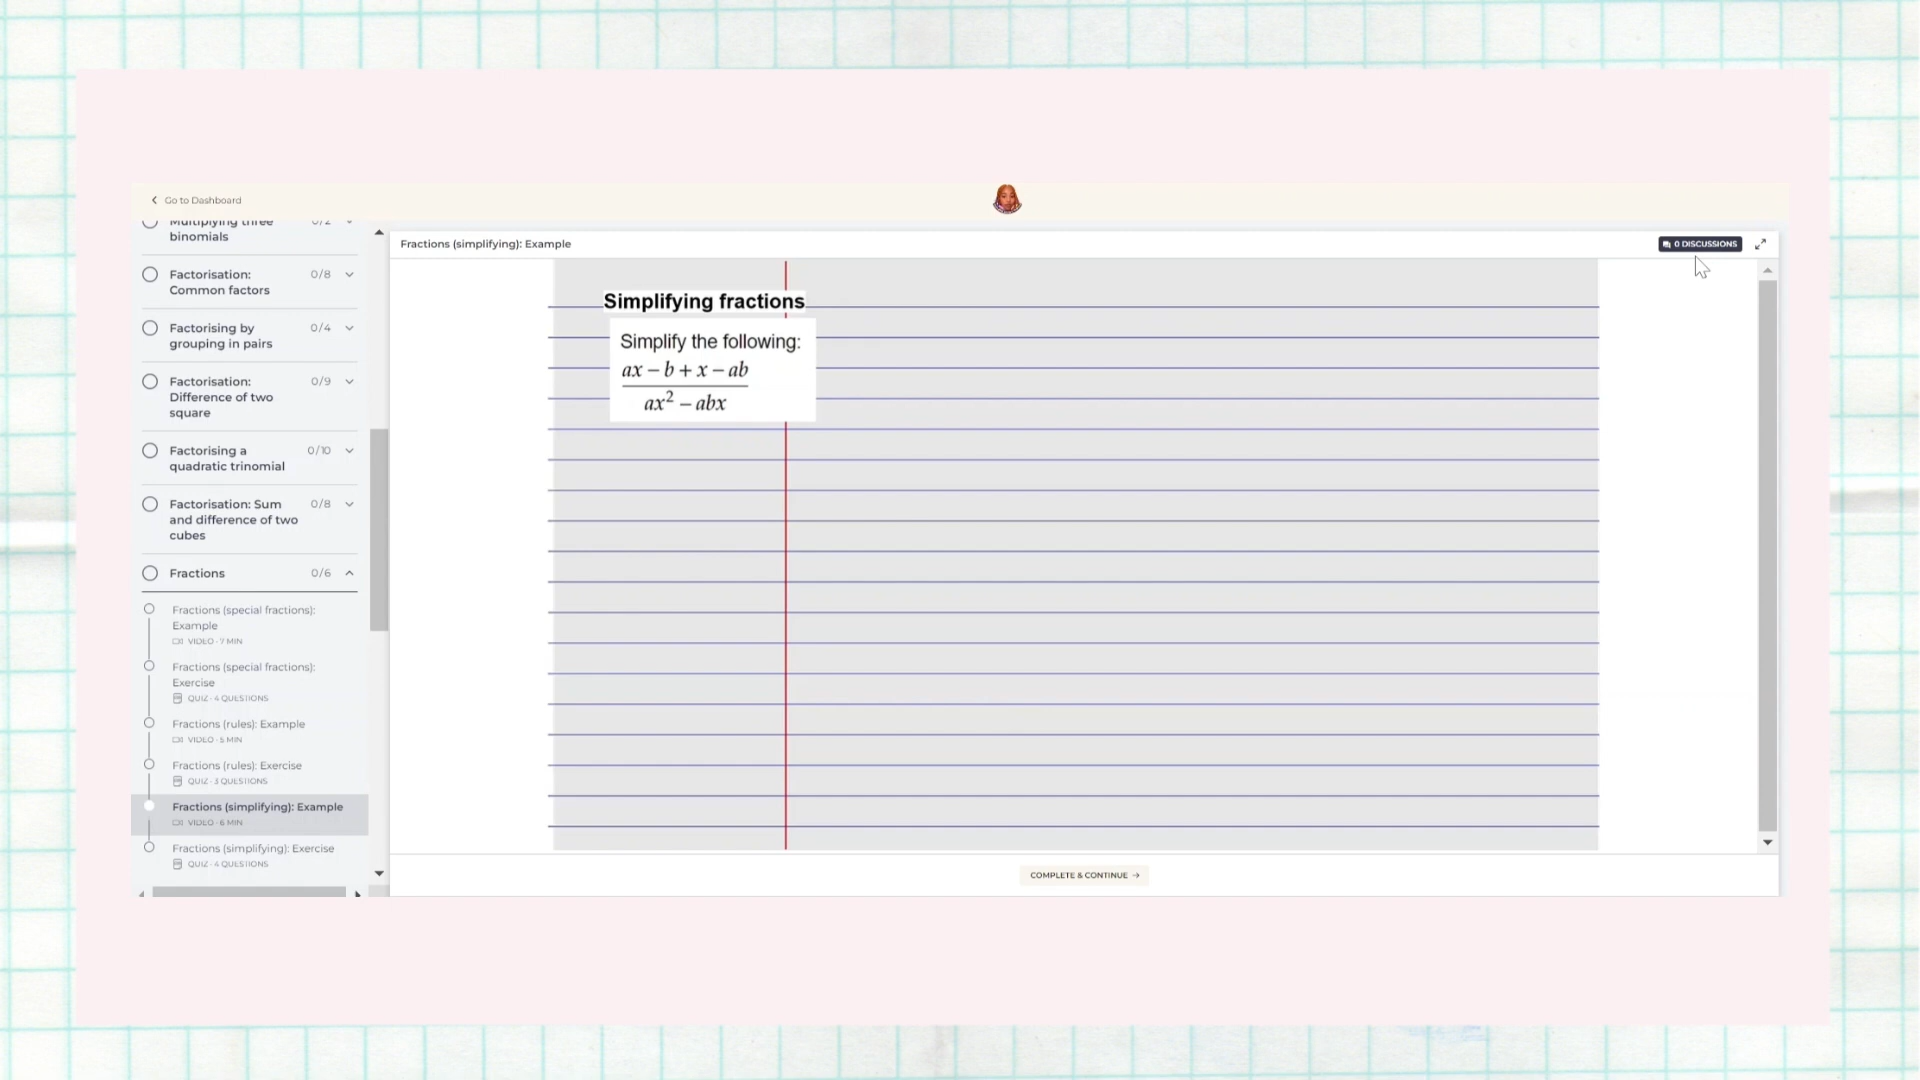 Go to Dashboard
Multiplying three
binomials
0/2
Factorisation:
Common factors
0/8
Factorising by
grouping in pairs
0/4
Factorisation:
Difference of two
square
0/9
Factorising a
quadratic trinomial
0/10
Factorisation: Sum
and difference of two
cubes
0/8
Fractions
0/6
Fractions (special fractions):
Example
VIDEO · 7 MIN
Fractions (special fractions):
Exercise
QUIZ · 4 QUESTIONS
Fractions (rules): Example
VIDEO · 5 MIN
Fractions (rules): Exercise
QUIZ · 3 QUESTIONS
Fractions (simplifying): Example
VIDEO · 6 MIN
Fractions (simplifying): Exercise
QUIZ · 4 QUESTIONS
Fractions (simplifying): Example
0 DISCUSSIONS
Simplifying fractions
Simplify the following:
ax − b + x − ab
ax² − abx
COMPLETE & CONTINUE →